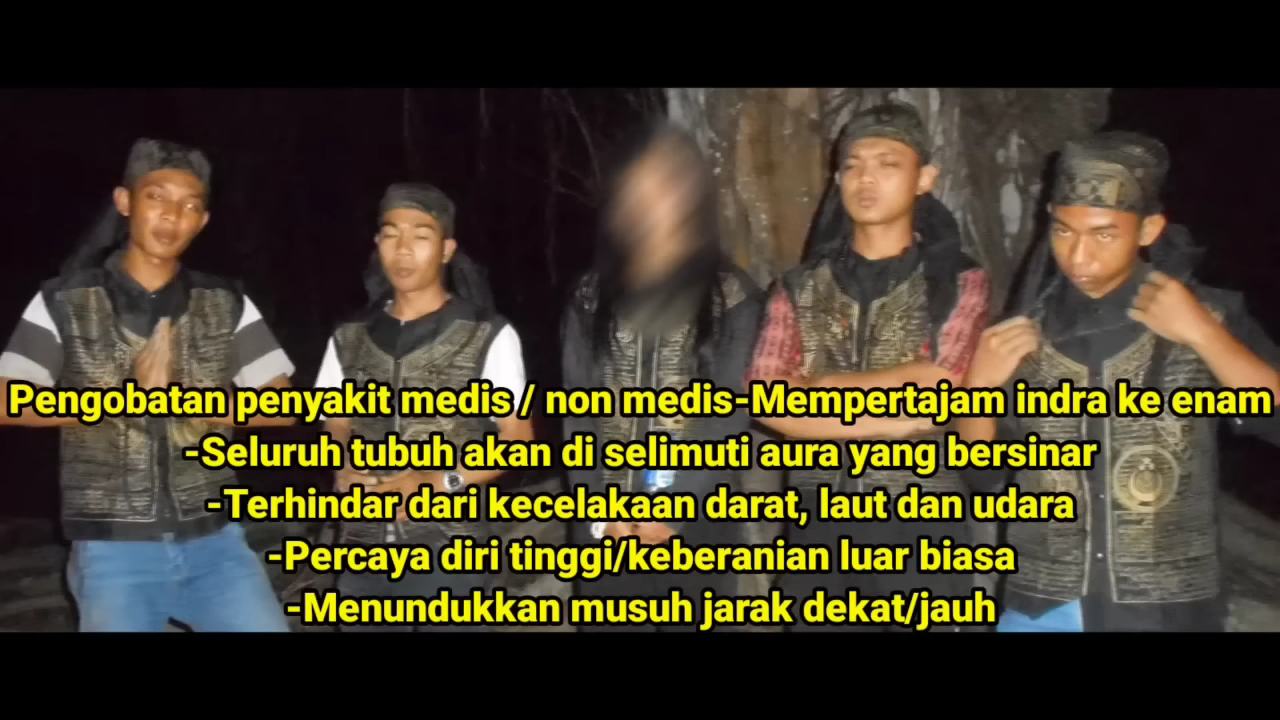 Pengobatan penyakit medis / non medis-Mempertajam indra ke enam
-Seluruh tubuh akan di selimuti aura yang bersinar
-Terhindar dari kecelakaan darat, laut dan udara
-Percaya diri tinggi/keberanian luar biasa
-Menundukkan musuh jarak dekat/jauh